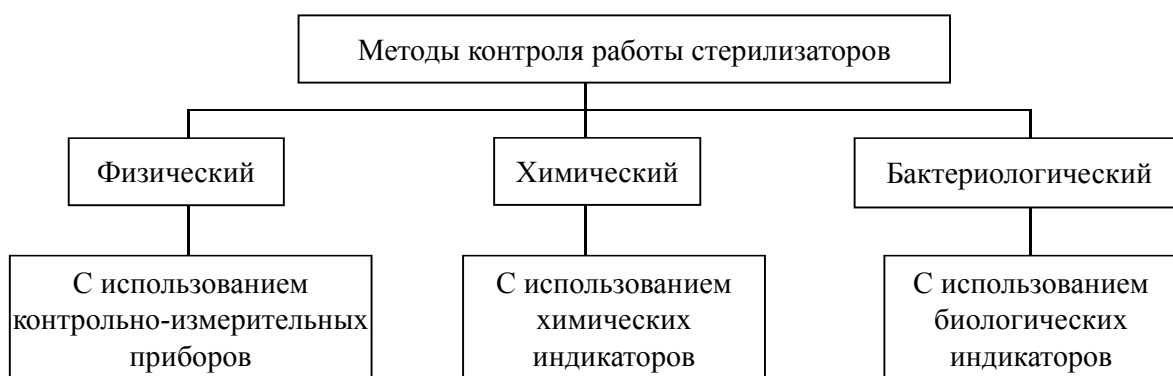 Методы контроля работы стерилизаторов
Физический
Химический
Бактериологический
С использованием
контрольно-измерительных
приборов
С использованием
химических
индикаторов
С использованием
биологических
индикаторов